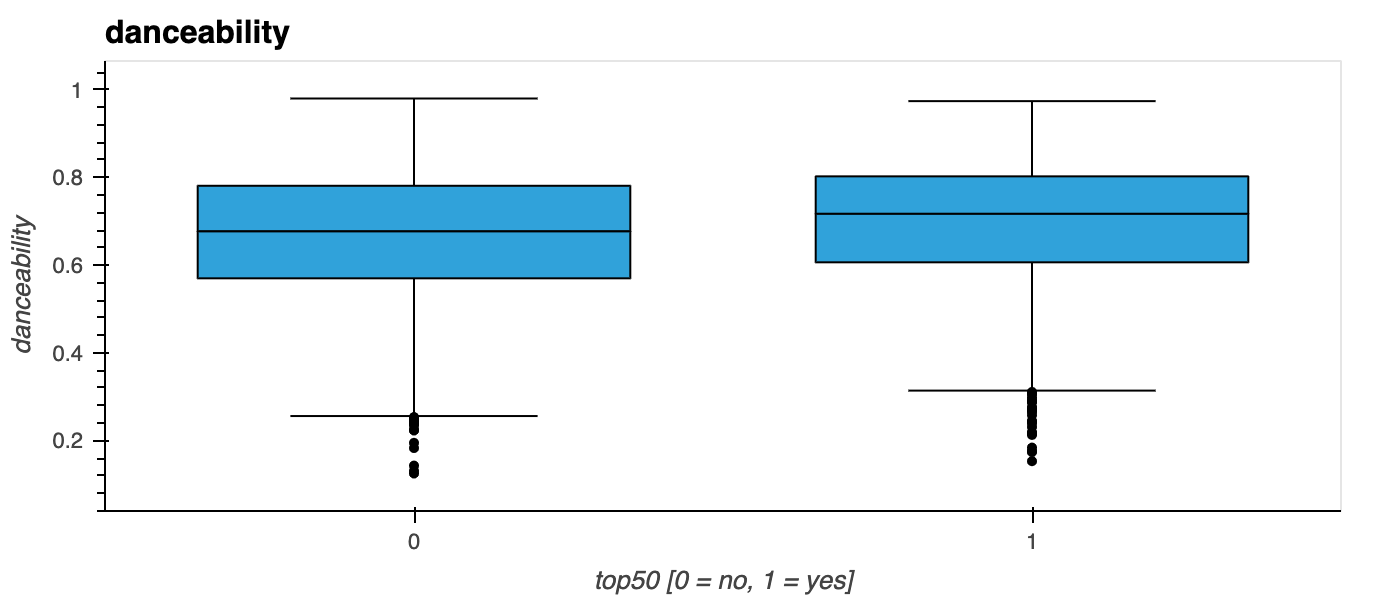 danceability
1
0.8
0.6
0.4
0.2
danceability
0
1
top50 [0 = no, 1 = yes]